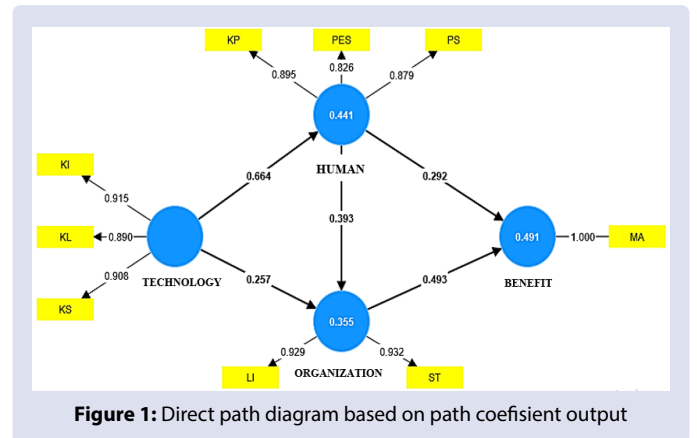 KP
PES
PS
0.895
0.826
0.879
0.441
HUMAN
KI
0.915
0.664
0.292
KL
0.890
0.393
0.491
1.000
MA
0.908
TECHNOLOGY
0.257
0.493
BENEFIT
KS
0.355
0.929
0.932
LI
ORGANIZATION
ST
Figure 1: Direct path diagram based on path coefisient output